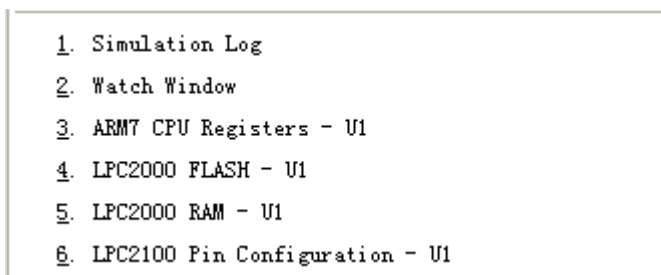 1. Simulation Log
2. Watch Window
3. ARM7 CPU Registers - U1
4. LPC2000 FLASH - U1
5. LPC2000 RAM - U1
6. LPC2100 Pin Configuration - U1